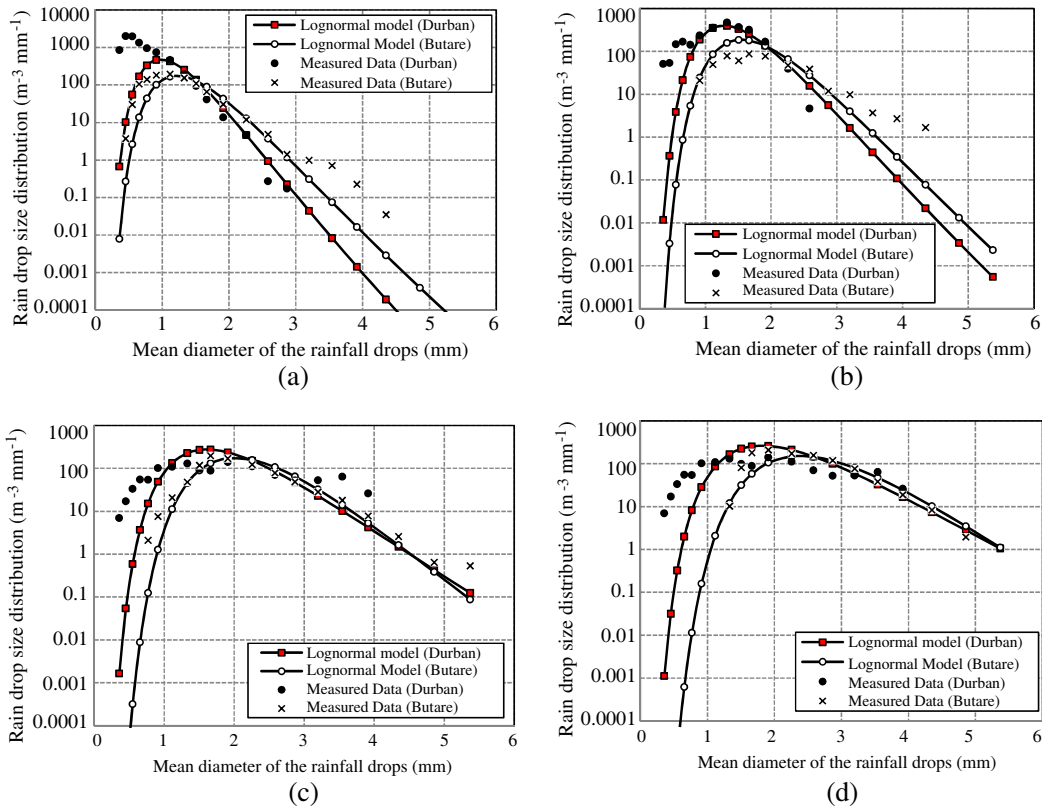 Rain drop size distribution (m⁻³ mm⁻¹)
1000
1000
100
10
1
0.1
0.01
0.001
0.0001
0 1 2 3 4 5 6
Lognormal model (Durban)
Lognormal Model (Butare)
Measured Data (Durban)
Measured Data (Butare)
Mean diameter of the rainfall drops (mm)
(a)
Rain drop size distribution (m⁻³ mm⁻¹)
1000
100
10
1
0.1
0.01
0.001
0.0001
0 1 2 3 4 5 6
Lognormal model (Durban)
Lognormal Model (Butare)
Measured Data (Durban)
Measured Data (Butare)
Mean diameter of the rainfall drops (mm)
(b)
Rain drop size distribution (m⁻³ mm⁻¹)
1000
100
10
1
0.1
0.01
0.001
0.0001
0 1 2 3 4 5 6
Lognormal model (Durban)
Lognormal Model (Butare)
Measured Data (Durban)
Measured Data (Butare)
Mean diameter of the rainfall drops (mm)
(c)
Rain drop size distribution (m⁻³ mm⁻¹)
1000
100
10
1
0.1
0.01
0.001
0.0001
0 1 2 3 4 5 6
Lognormal model (Durban)
Lognormal Model (Butare)
Measured Data (Durban)
Measured Data (Butare)
Mean diameter of the rainfall drops (mm)
(d)